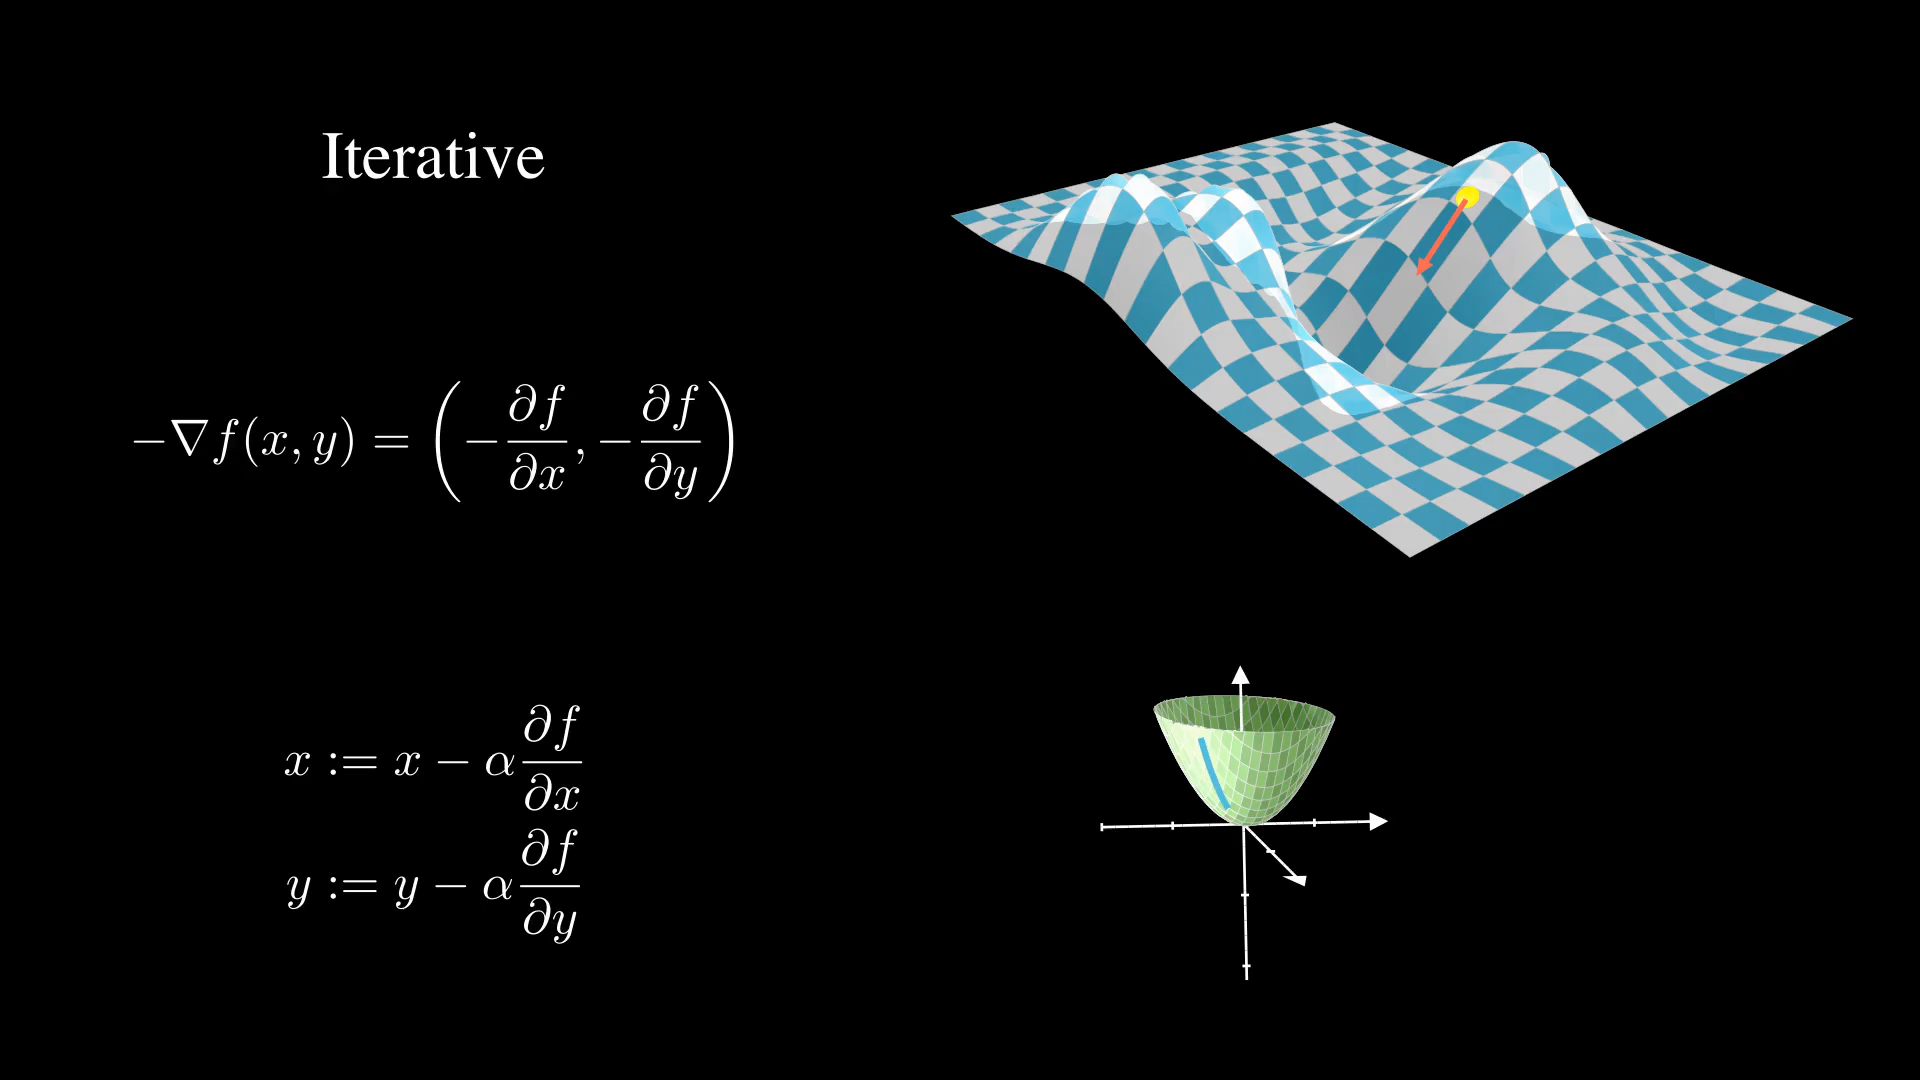 Iterative
−∇f(x, y) = (−∂f/∂x, −∂f/∂y)
x := x − α ∂f/∂x
y := y − α ∂f/∂y